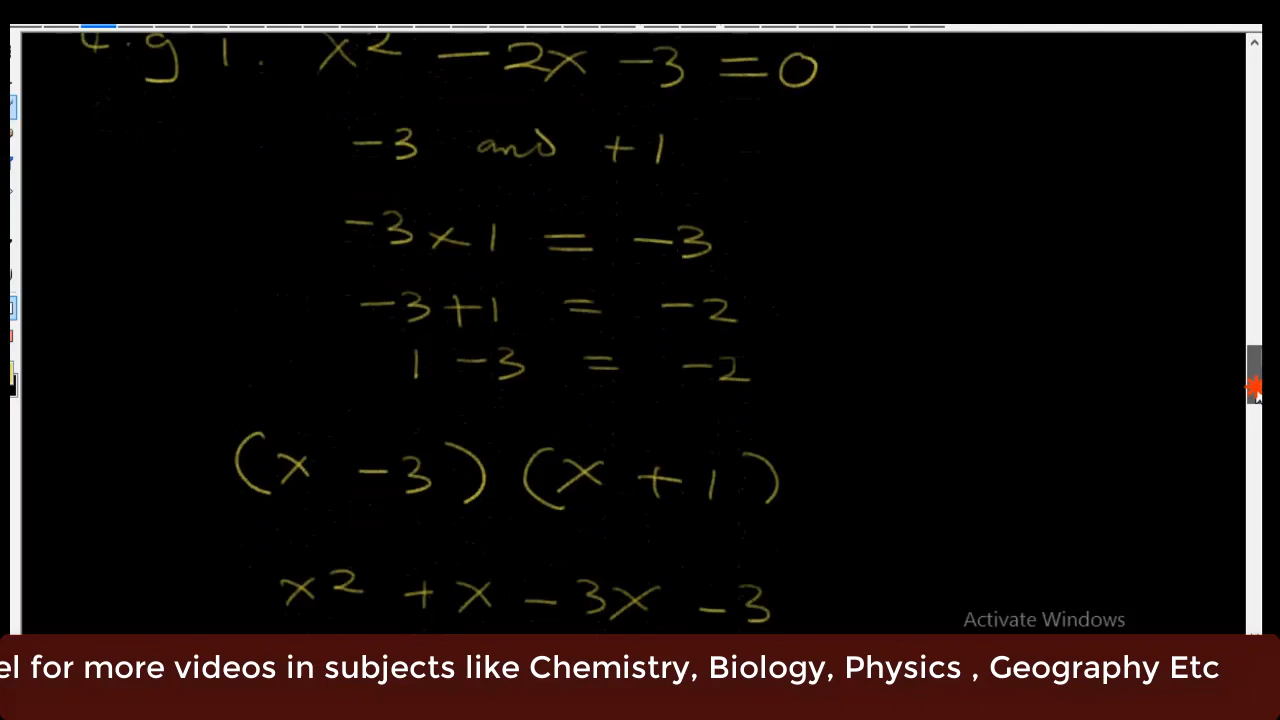 e.g 1. x² - 2x - 3 = 0
-3 and +1
-3 × 1 = -3
-3 + 1 = -2
1 - 3 = -2
(x - 3) (x + 1)
x² + x - 3x - 3
Activate Windows
el for more videos in subjects like Chemistry, Biology, Physics , Geography Etc